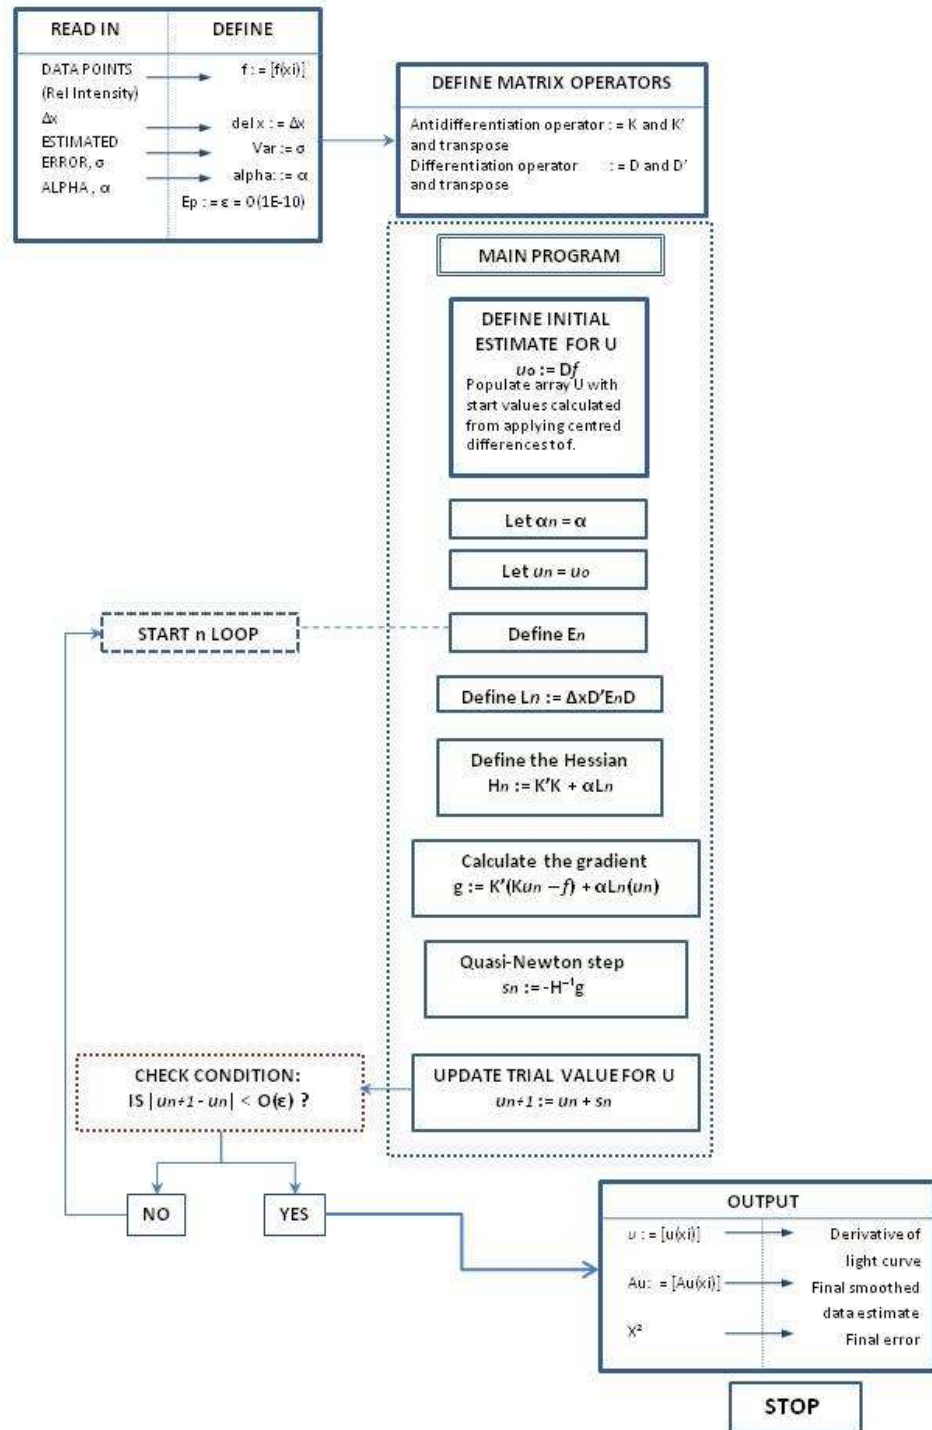 READ IN DEFINE
DATA POINTS f : = [f(xi)]
(Rel Intensity)
Δx del x : = Δx
ESTIMATED Var := σ
ERROR, σ
ALPHA , α alpha: := α
Ep : = ε = O(1E-10)
DEFINE MATRIX OPERATORS
Antidifferentiation operator : = K and K'
and transpose
Differentiation operator : = D and D'
and transpose
MAIN PROGRAM
DEFINE INITIAL
ESTIMATE FOR U
uo := Df
Populate array U with
start values calculated
from applying centred
differences to f.
Let αn = α
Let un = uo
START n LOOP
Define En
Define Ln := ΔxD'EnD
Define the Hessian
Hn := K'K + αLn
Calculate the gradient
g := K'(Kun – f) + αLn(un)
Quasi-Newton step
sn := -H⁻¹g
UPDATE TRIAL VALUE FOR U
un+1 := un + sn
CHECK CONDITION:
IS |un+1 - un| < O(ε) ?
NO YES
OUTPUT
u : = [u(xi)] Derivative of
light curve
Au: = [Au(xi)] Final smoothed
data estimate
X² Final error
STOP